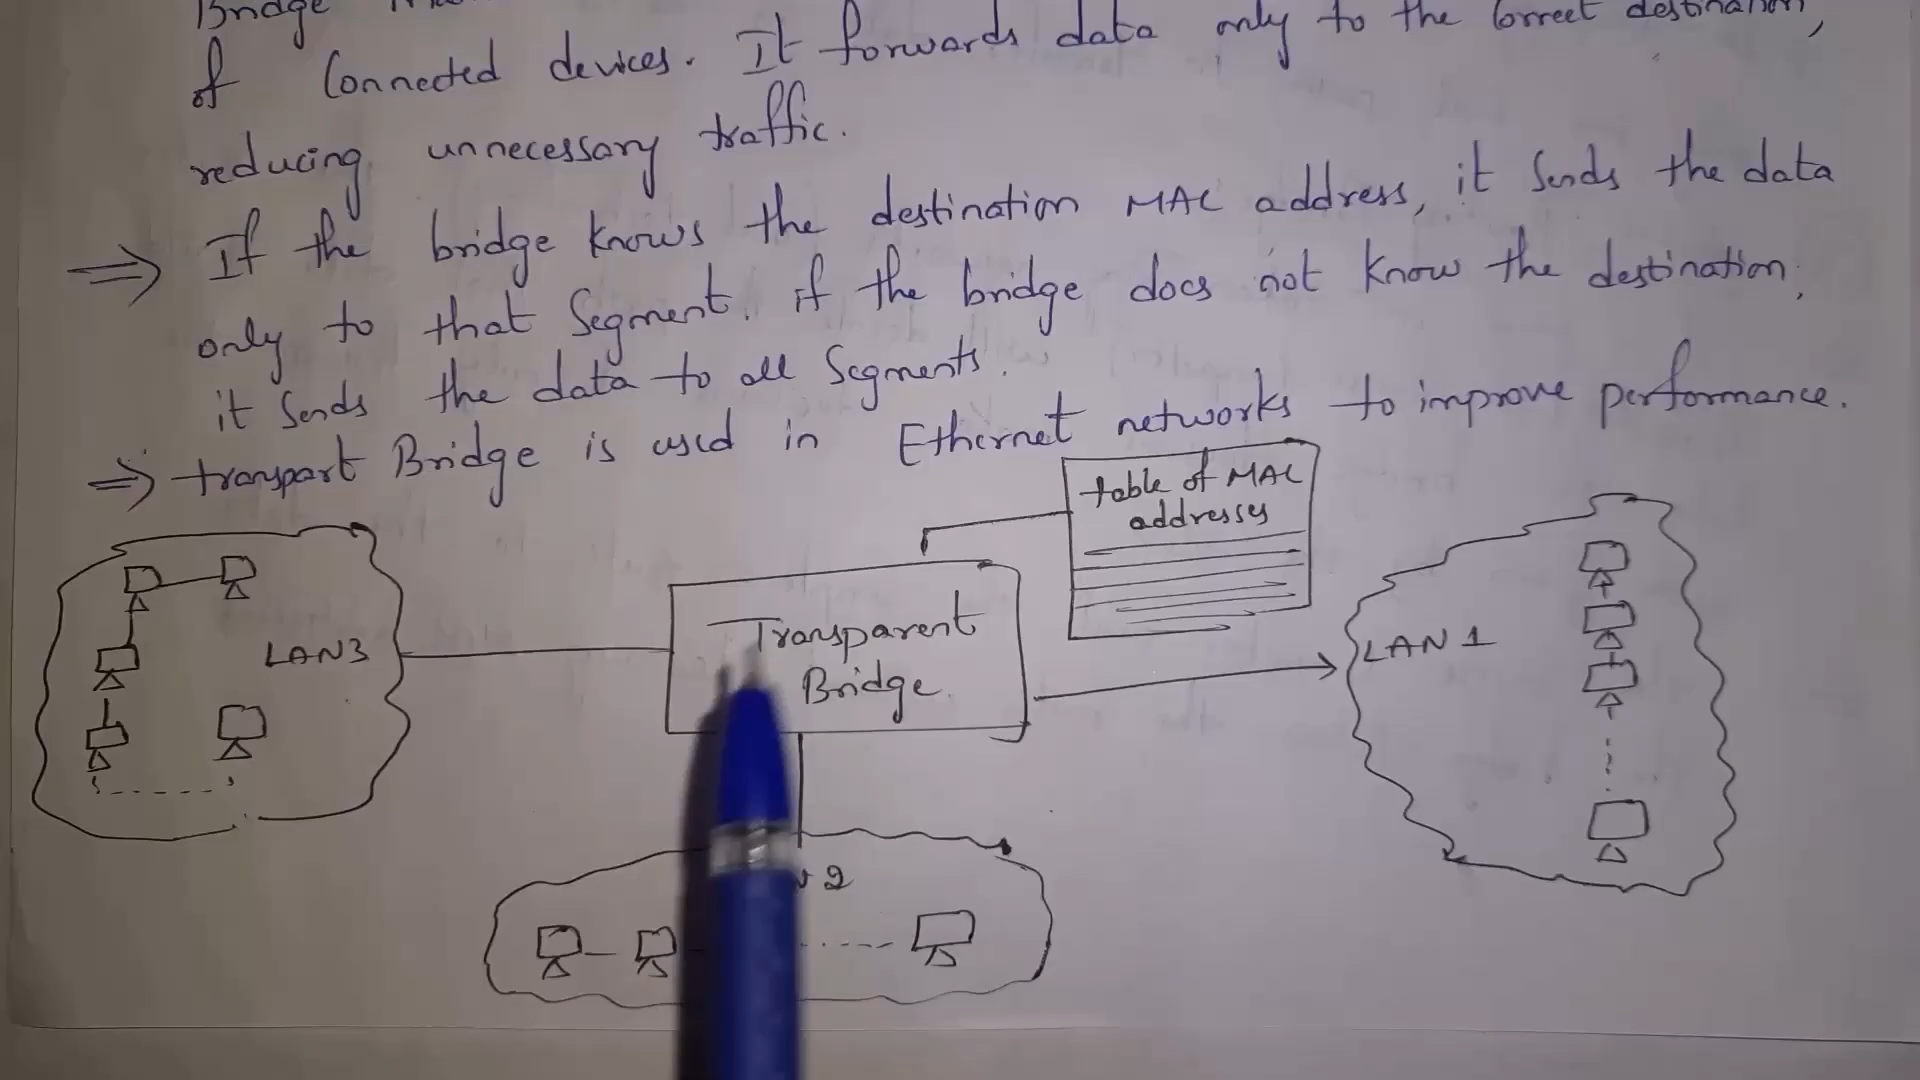 Bridge
of Connected devices. It forwards data only to the correct destination,
reducing unnecessary traffic.
⇒ If the bridge knows the destination MAC address, it sends the data
only to that segment. if the bridge does not know the destination,
it sends the data to all segments.
⇒ transpart Bridge is used in Ethernet networks to improve performance.
table of MAC
addresses
Transparent
Bridge.
LAN3
LAN 1
2